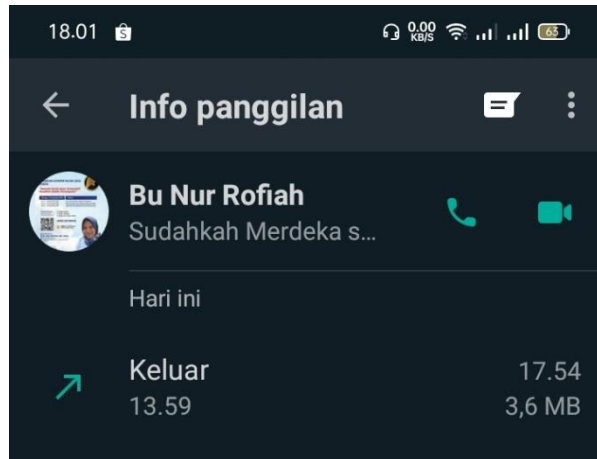 18.01 S 0.00 KB/S 63
Info panggilan
Bu Nur Rofiah
Sudahkah Merdeka s...
Hari ini
Keluar 17.54
13.59 3,6 MB